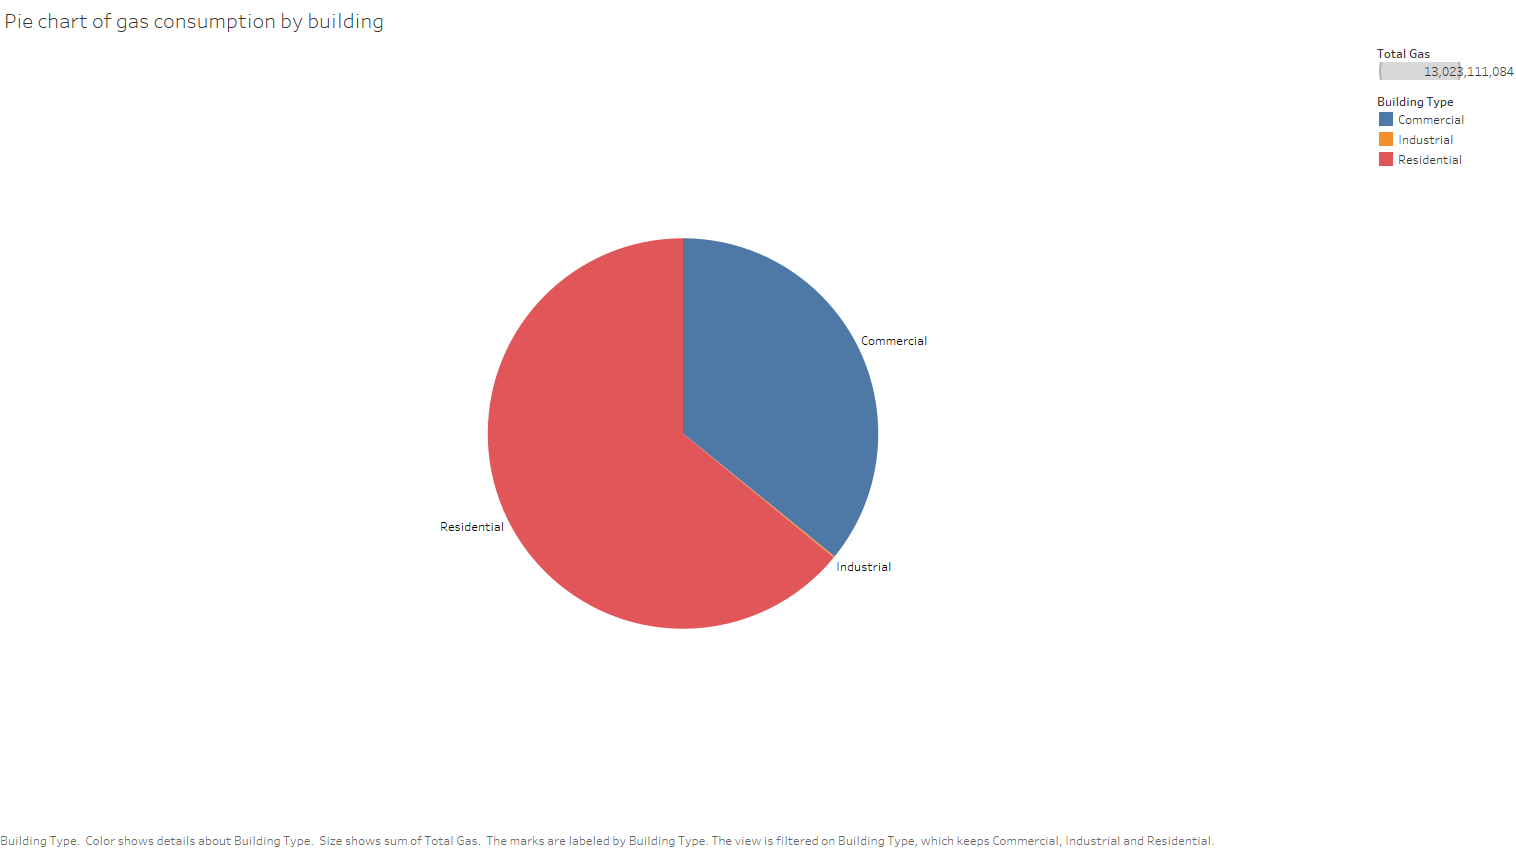 Pie chart of gas consumption by building
Total Gas
13,023,111,084
Building Type
Commercial
Industrial
Residential
Commercial
Residential
Industrial
Building Type.  Color shows details about Building Type.  Size shows sum of Total Gas.  The marks are labeled by Building Type. The view is filtered on Building Type, which keeps Commercial, Industrial and Residential.